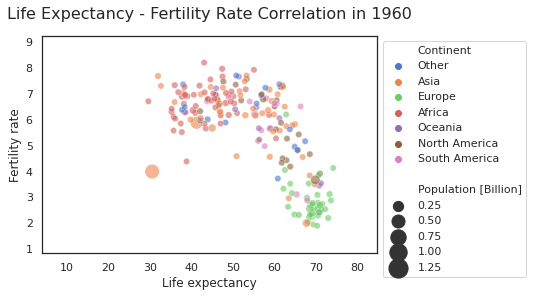 Life Expectancy - Fertility Rate Correlation in 1960
9
8
7
6
5
4
3
2
1
Fertility rate
10 20 30 40 50 60 70 80
Life expectancy
Continent
Other
Asia
Europe
Africa
Oceania
North America
South America
Population [Billion]
0.25
0.50
0.75
1.00
1.25